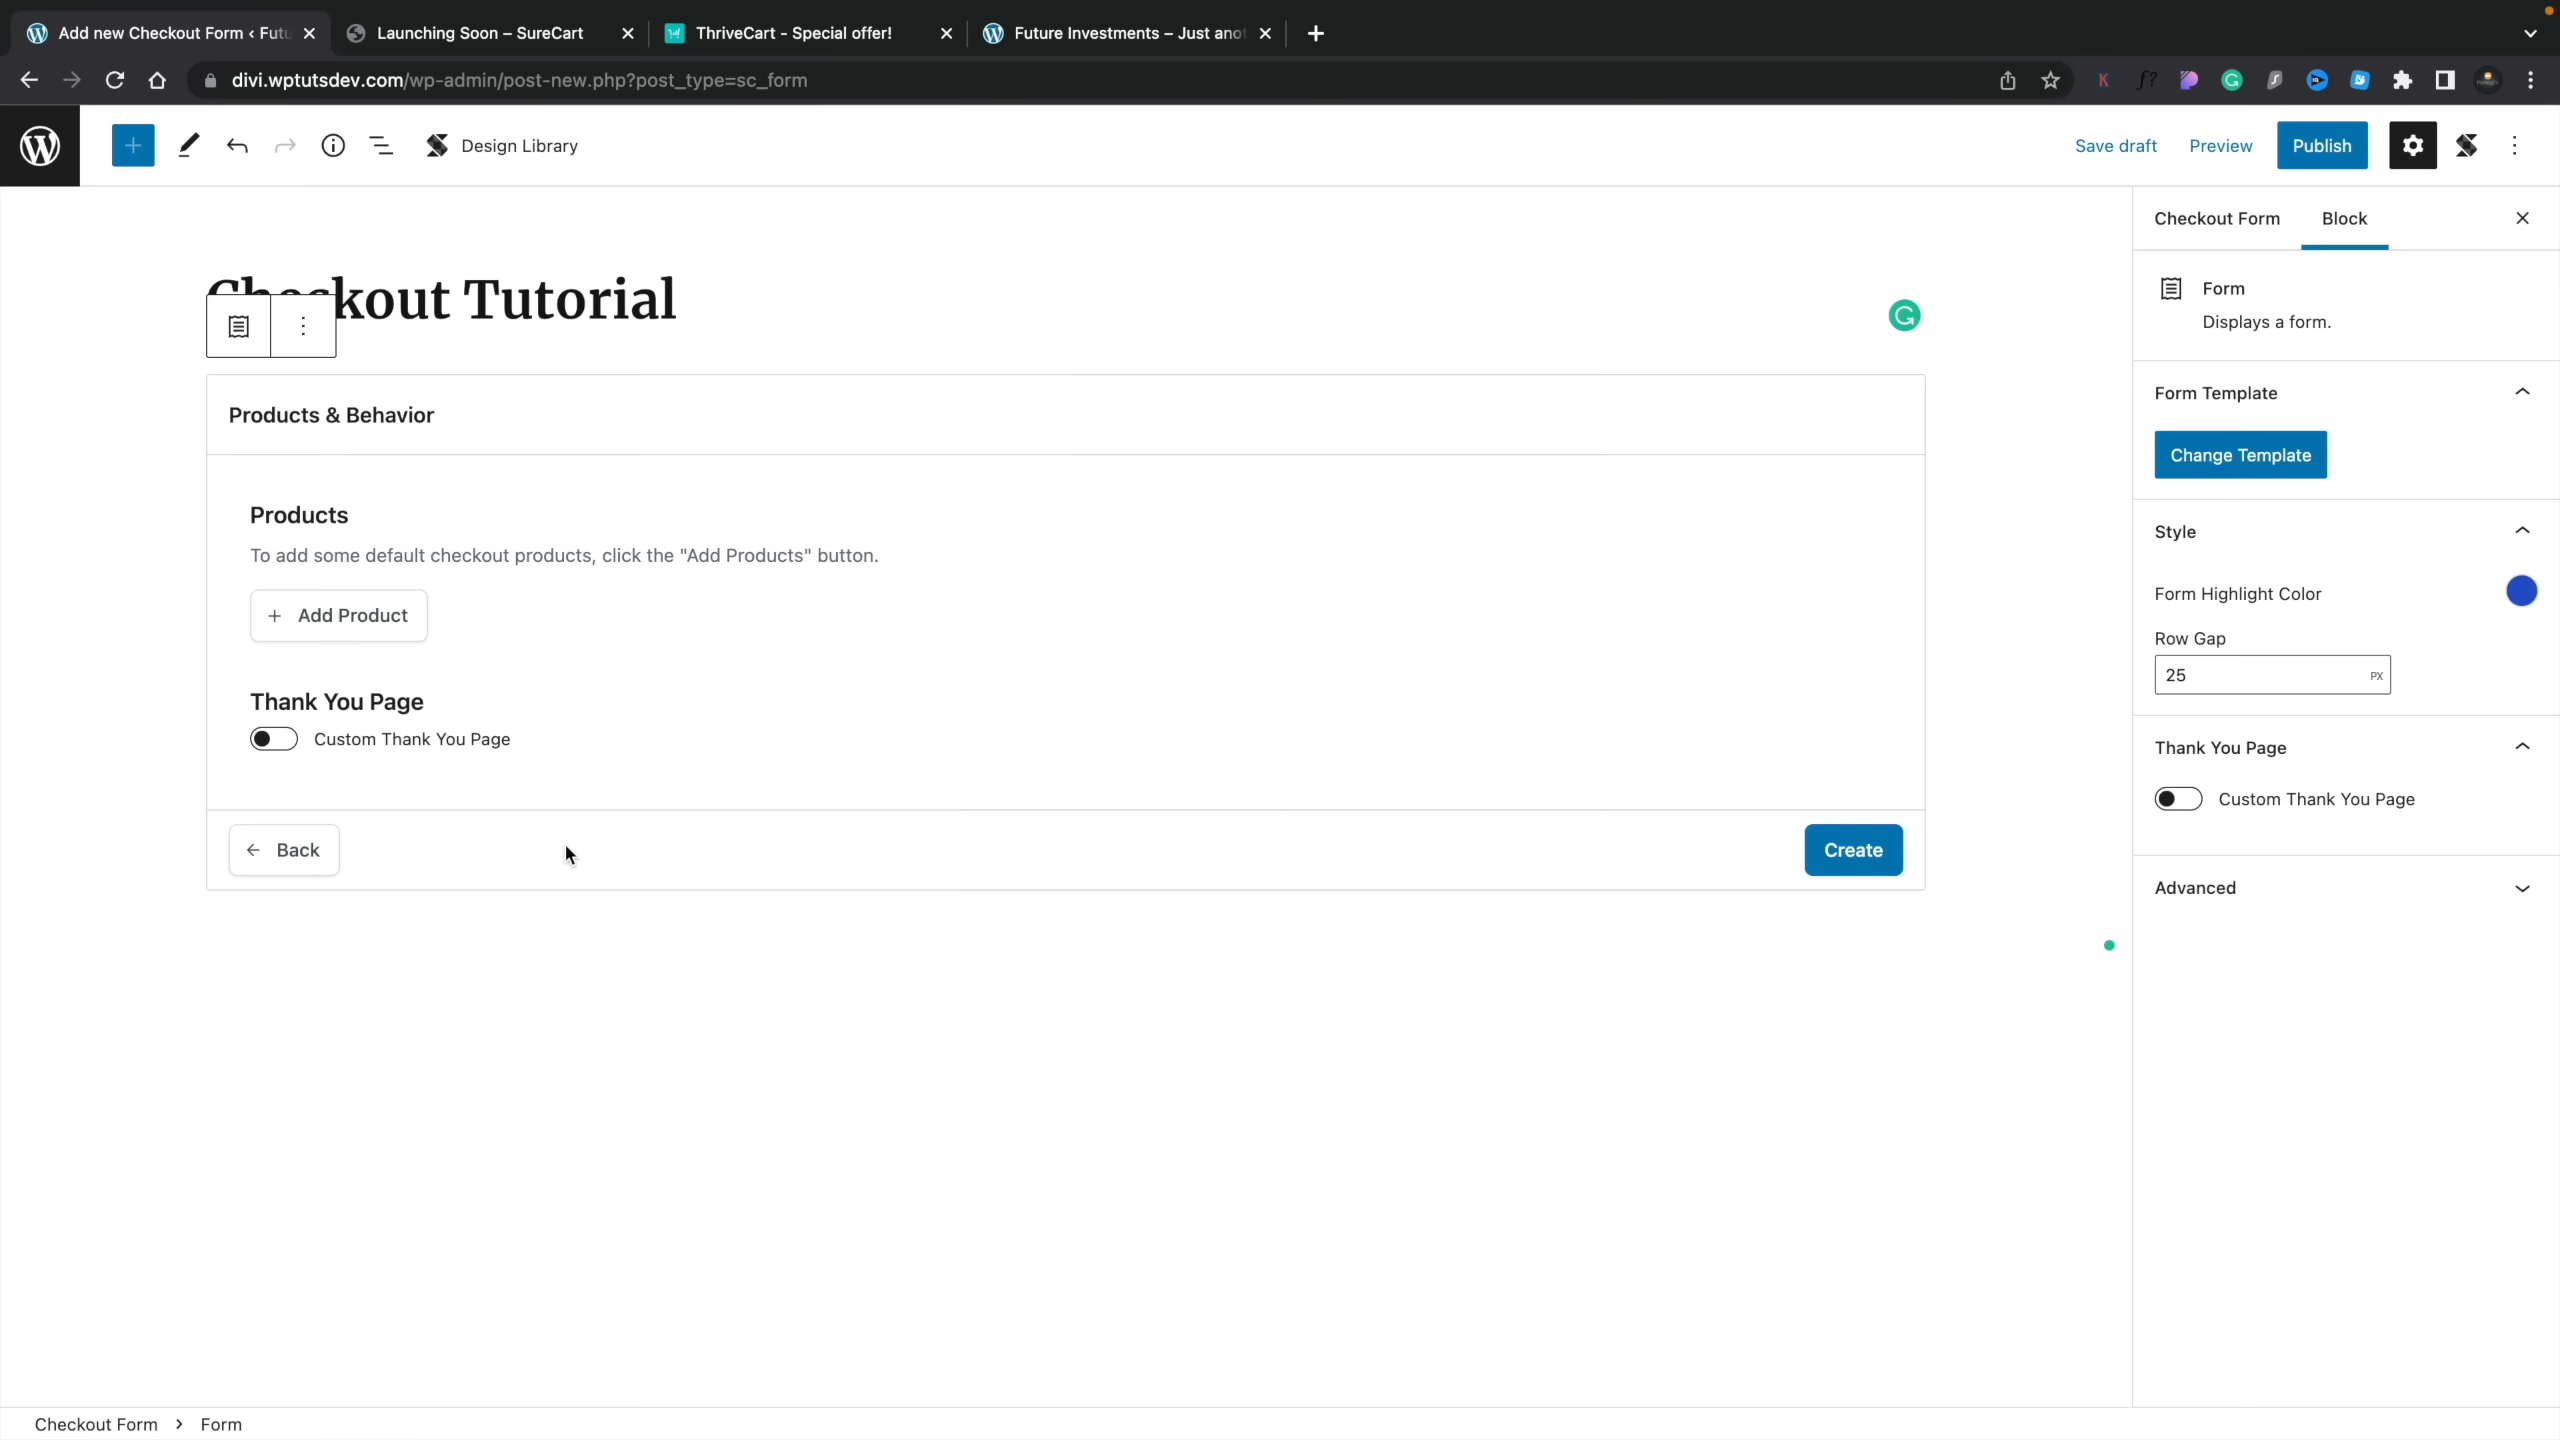 Add new Checkout Form ‹ Futu
Launching Soon – SureCart
ThriveCart - Special offer!
Future Investments – Just anot
divi.wptutsdev.com/wp-admin/post-new.php?post_type=sc_form
Design Library
Save draft
Preview
Publish
Checkout Tutorial
Products & Behavior
Products
To add some default checkout products, click the "Add Products" button.
+ Add Product
Thank You Page
Custom Thank You Page
← Back
Create
Checkout Form
Block
Form
Displays a form.
Form Template
Change Template
Style
Form Highlight Color
Row Gap
25 PX
Thank You Page
Custom Thank You Page
Advanced
Checkout Form › Form